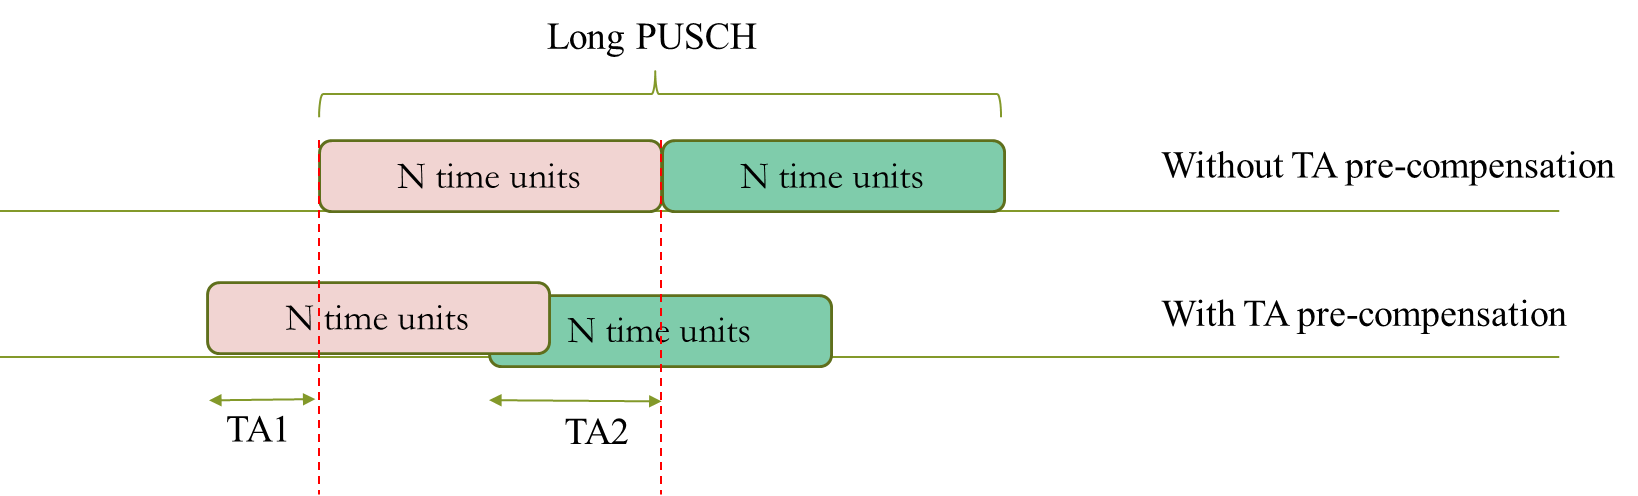 Long PUSCH
N time units
N time units
Without TA pre-compensation
N time units
N time units
With TA pre-compensation
TA1
TA2